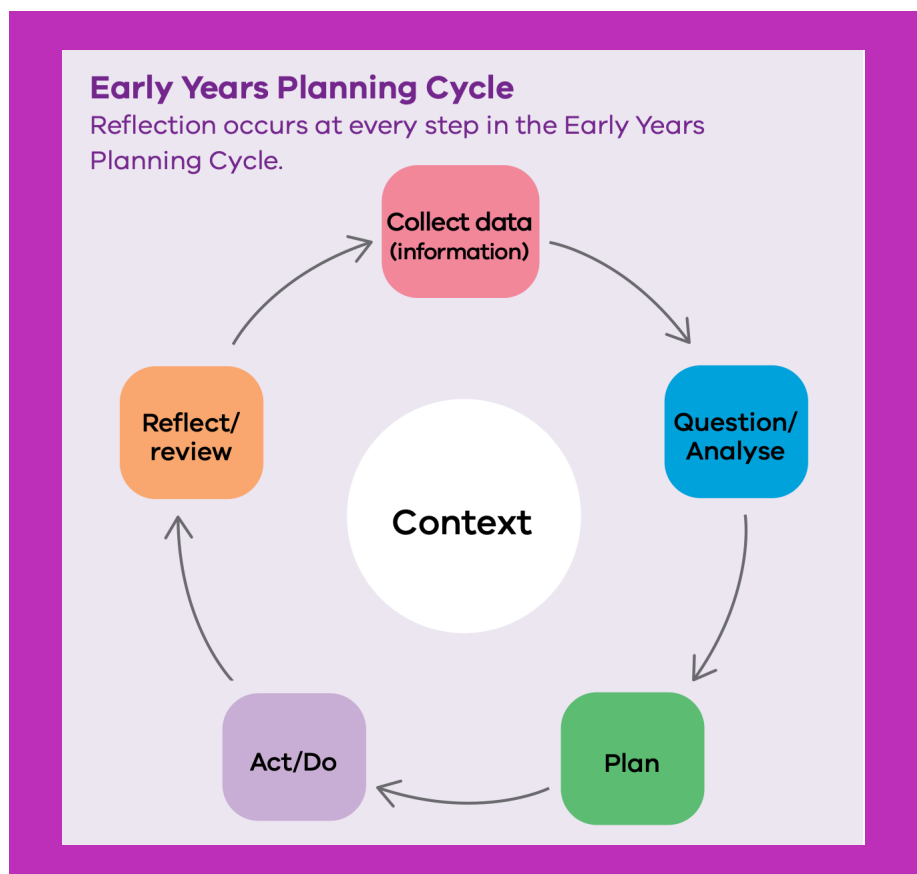 Early Years Planning Cycle
Reflection occurs at every step in the Early Years
Planning Cycle.
Collect data
(information)
Question/
Analyse
Plan
Act/Do
Reflect/
review
Context